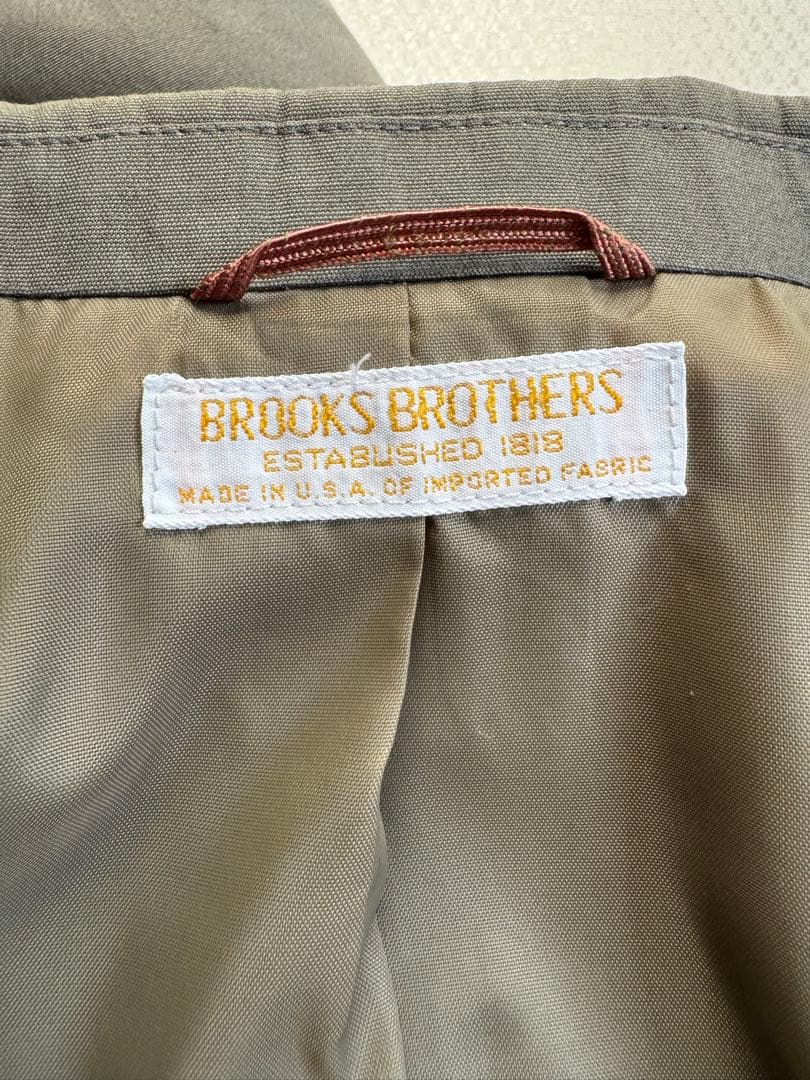 BROOKS BROTHERS
ESTABLISHED 1818
MADE IN U.S.A. OF IMPORTED FABRIC